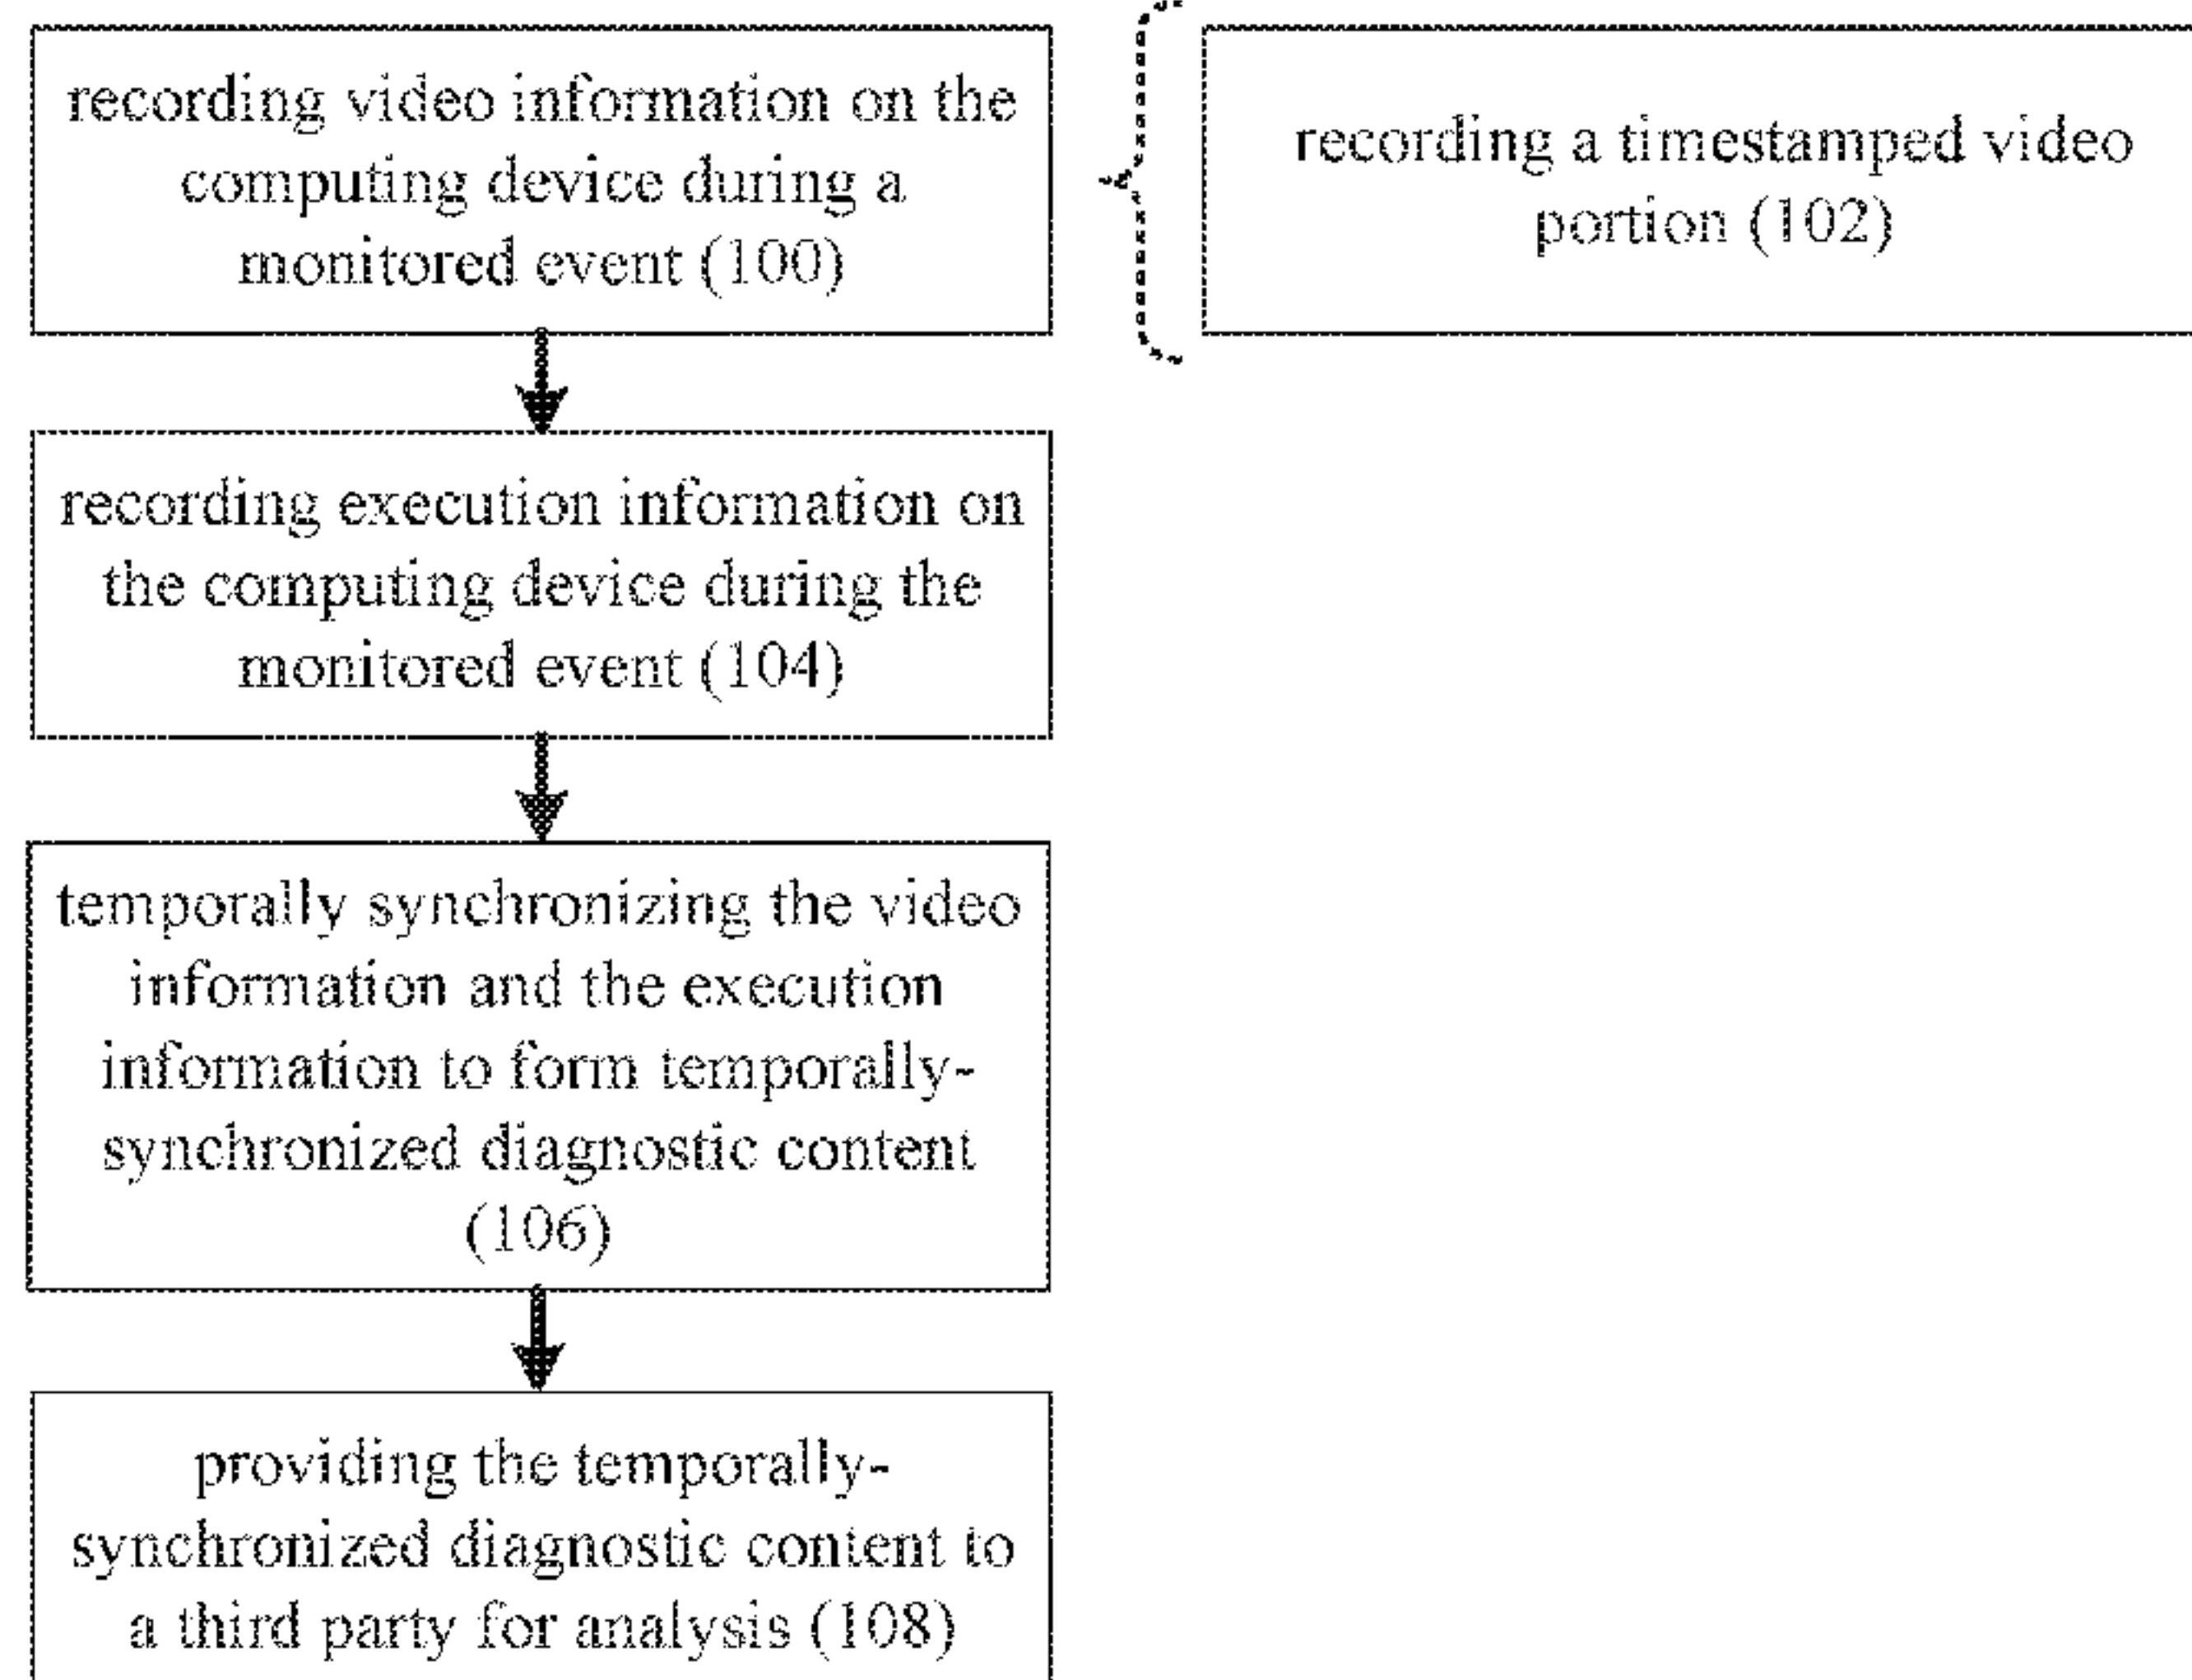 recording video information on the
computing device during a
monitored event (100)
recording a timestamped video
portion (102)
recording execution information on
the computing device during the
monitored event (104)
temporally synchronizing the video
information and the execution
information to form temporally-
synchronized diagnostic content
(106)
providing the temporally-
synchronized diagnostic content to
a third party for analysis (108)